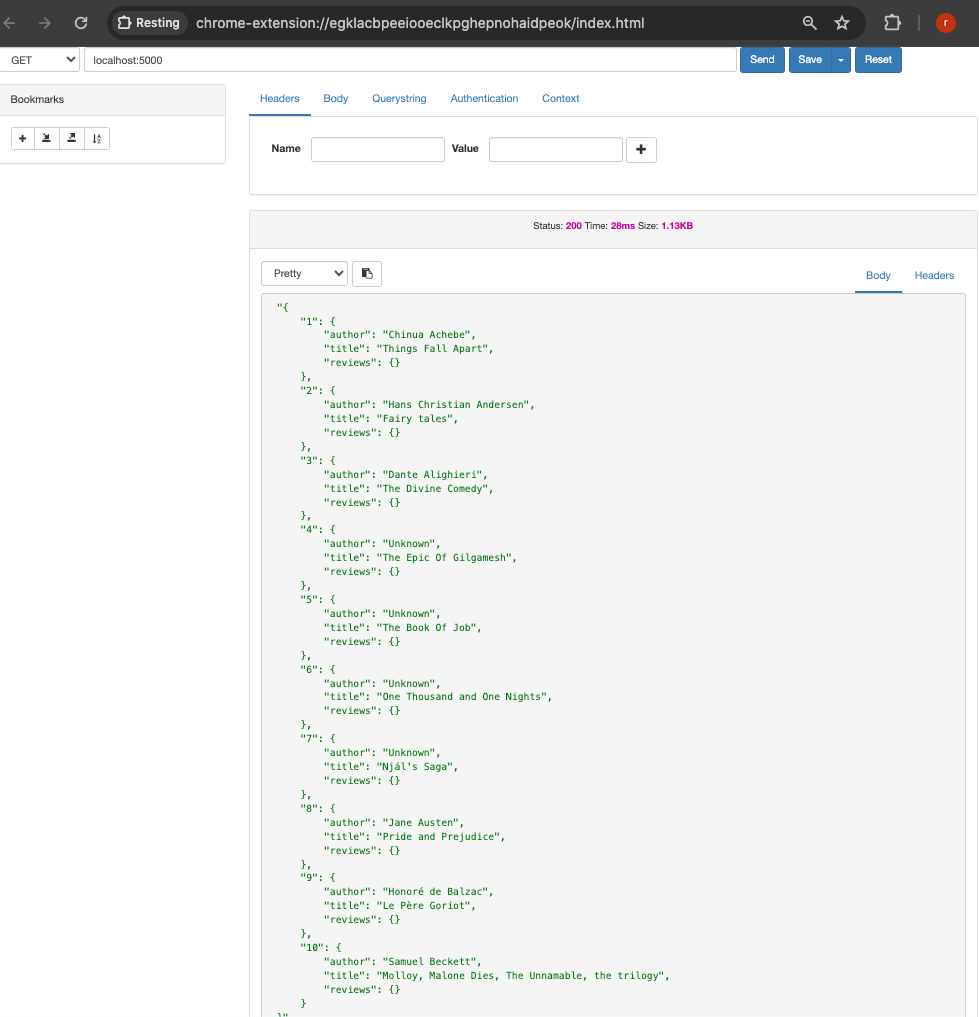 Resting
chrome-extension://egklacbpeeiooeclkpghepnohaidpeok/index.html
r
GET
localhost:5000
Send
Save
Reset
Bookmarks
Headers Body Querystring Authentication Context
Name
Value
Status: 200 Time: 28ms Size: 1.13KB
Pretty
Body Headers
"{
"1": {
"author": "Chinua Achebe",
"title": "Things Fall Apart",
"reviews": {}
},
"2": {
"author": "Hans Christian Andersen",
"title": "Fairy tales",
"reviews": {}
},
"3": {
"author": "Dante Alighieri",
"title": "The Divine Comedy",
"reviews": {}
},
"4": {
"author": "Unknown",
"title": "The Epic Of Gilgamesh",
"reviews": {}
},
"5": {
"author": "Unknown",
"title": "The Book Of Job",
"reviews": {}
},
"6": {
"author": "Unknown",
"title": "One Thousand and One Nights",
"reviews": {}
},
"7": {
"author": "Unknown",
"title": "Njál's Saga",
"reviews": {}
},
"8": {
"author": "Jane Austen",
"title": "Pride and Prejudice",
"reviews": {}
},
"9": {
"author": "Honoré de Balzac",
"title": "Le Père Goriot",
"reviews": {}
},
"10": {
"author": "Samuel Beckett",
"title": "Molloy, Malone Dies, The Unnamable, the trilogy",
"reviews": {}
}
}"